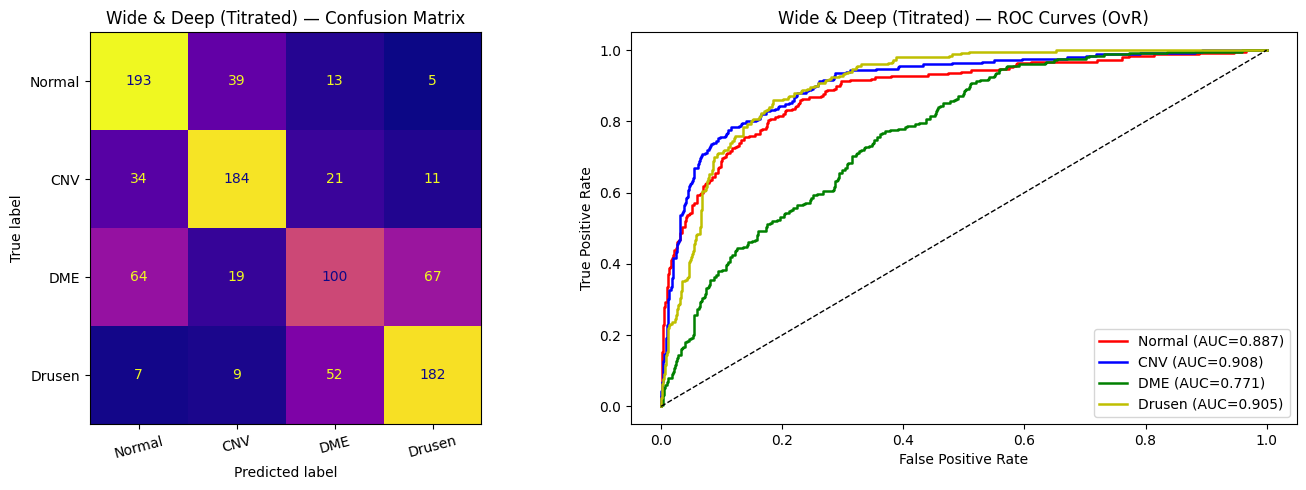 Wide & Deep (Titrated) — Confusion Matrix
True label
Normal 193 39 13 5
CNV 34 184 21 11
DME 64 19 100 67
Drusen 7 9 52 182
Normal CNV DME Drusen
Predicted label
Wide & Deep (Titrated) — ROC Curves (OvR)
True Positive Rate
1.0
0.8
0.6
0.4
0.2
0.0
0.0 0.2 0.4 0.6 0.8 1.0
False Positive Rate
Normal (AUC=0.887)
CNV (AUC=0.908)
DME (AUC=0.771)
Drusen (AUC=0.905)